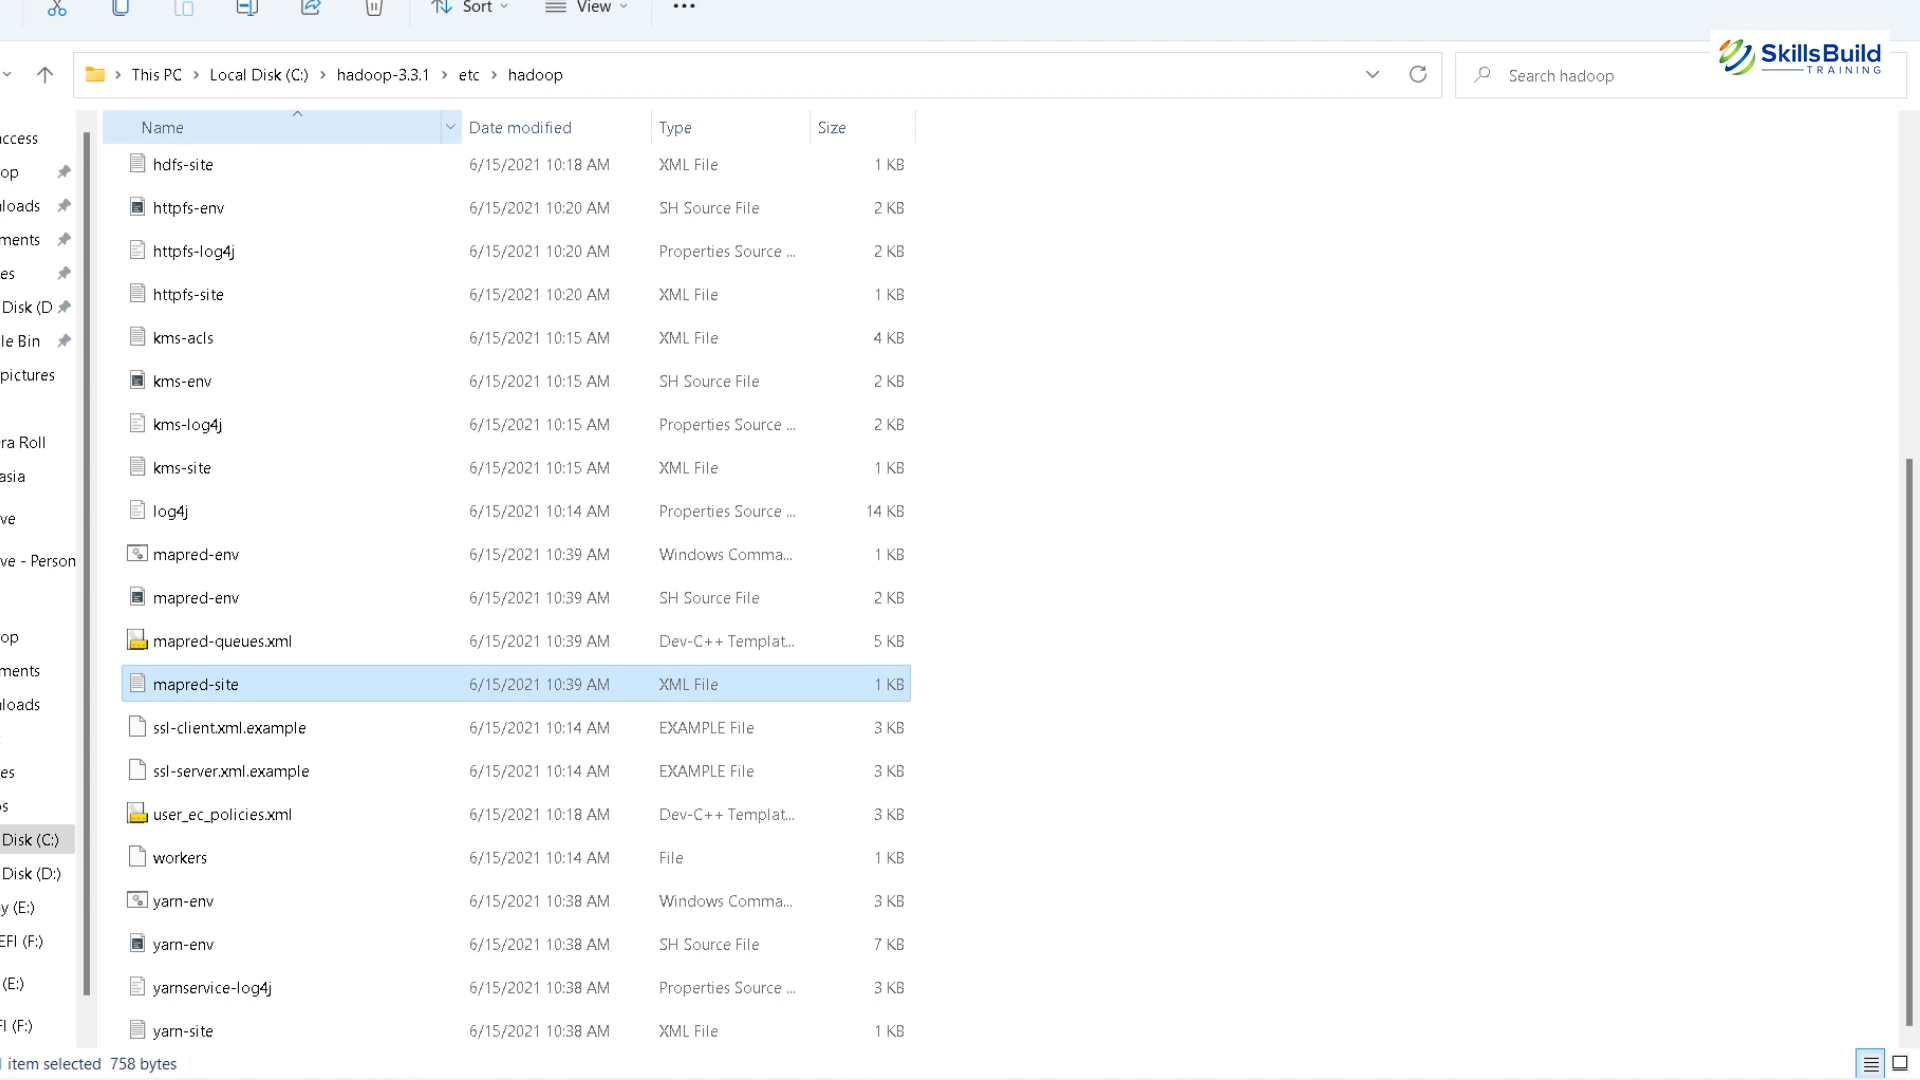 Sort View
This PC Local Disk (C:) hadoop-3.3.1 etc hadoop
Search hadoop
SkillsBuild
TRAINING
Name Date modified Type Size
hdfs-site 6/15/2021 10:18 AM XML File 1 KB
httpfs-env 6/15/2021 10:20 AM SH Source File 2 KB
httpfs-log4j 6/15/2021 10:20 AM Properties Source ... 2 KB
httpfs-site 6/15/2021 10:20 AM XML File 1 KB
kms-acls 6/15/2021 10:15 AM XML File 4 KB
kms-env 6/15/2021 10:15 AM SH Source File 2 KB
kms-log4j 6/15/2021 10:15 AM Properties Source ... 2 KB
kms-site 6/15/2021 10:15 AM XML File 1 KB
log4j 6/15/2021 10:14 AM Properties Source ... 14 KB
mapred-env 6/15/2021 10:39 AM Windows Comma... 1 KB
mapred-env 6/15/2021 10:39 AM SH Source File 2 KB
mapred-queues.xml 6/15/2021 10:39 AM Dev-C++ Templat... 5 KB
mapred-site 6/15/2021 10:39 AM XML File 1 KB
ssl-client.xml.example 6/15/2021 10:14 AM EXAMPLE File 3 KB
ssl-server.xml.example 6/15/2021 10:14 AM EXAMPLE File 3 KB
user_ec_policies.xml 6/15/2021 10:18 AM Dev-C++ Templat... 3 KB
workers 6/15/2021 10:14 AM File 1 KB
yarn-env 6/15/2021 10:38 AM Windows Comma... 3 KB
yarn-env 6/15/2021 10:38 AM SH Source File 7 KB
yarnservice-log4j 6/15/2021 10:38 AM Properties Source ... 3 KB
yarn-site 6/15/2021 10:38 AM XML File 1 KB
ccess
op
loads
ments
es
Disk (D
le Bin
pictures
ra Roll
asia
ve
ve - Person
op
ments
loads
es
os
Disk (C:)
Disk (D:)
y (E:)
EFI (F:)
(E:)
FI (F:)
item selected 758 bytes